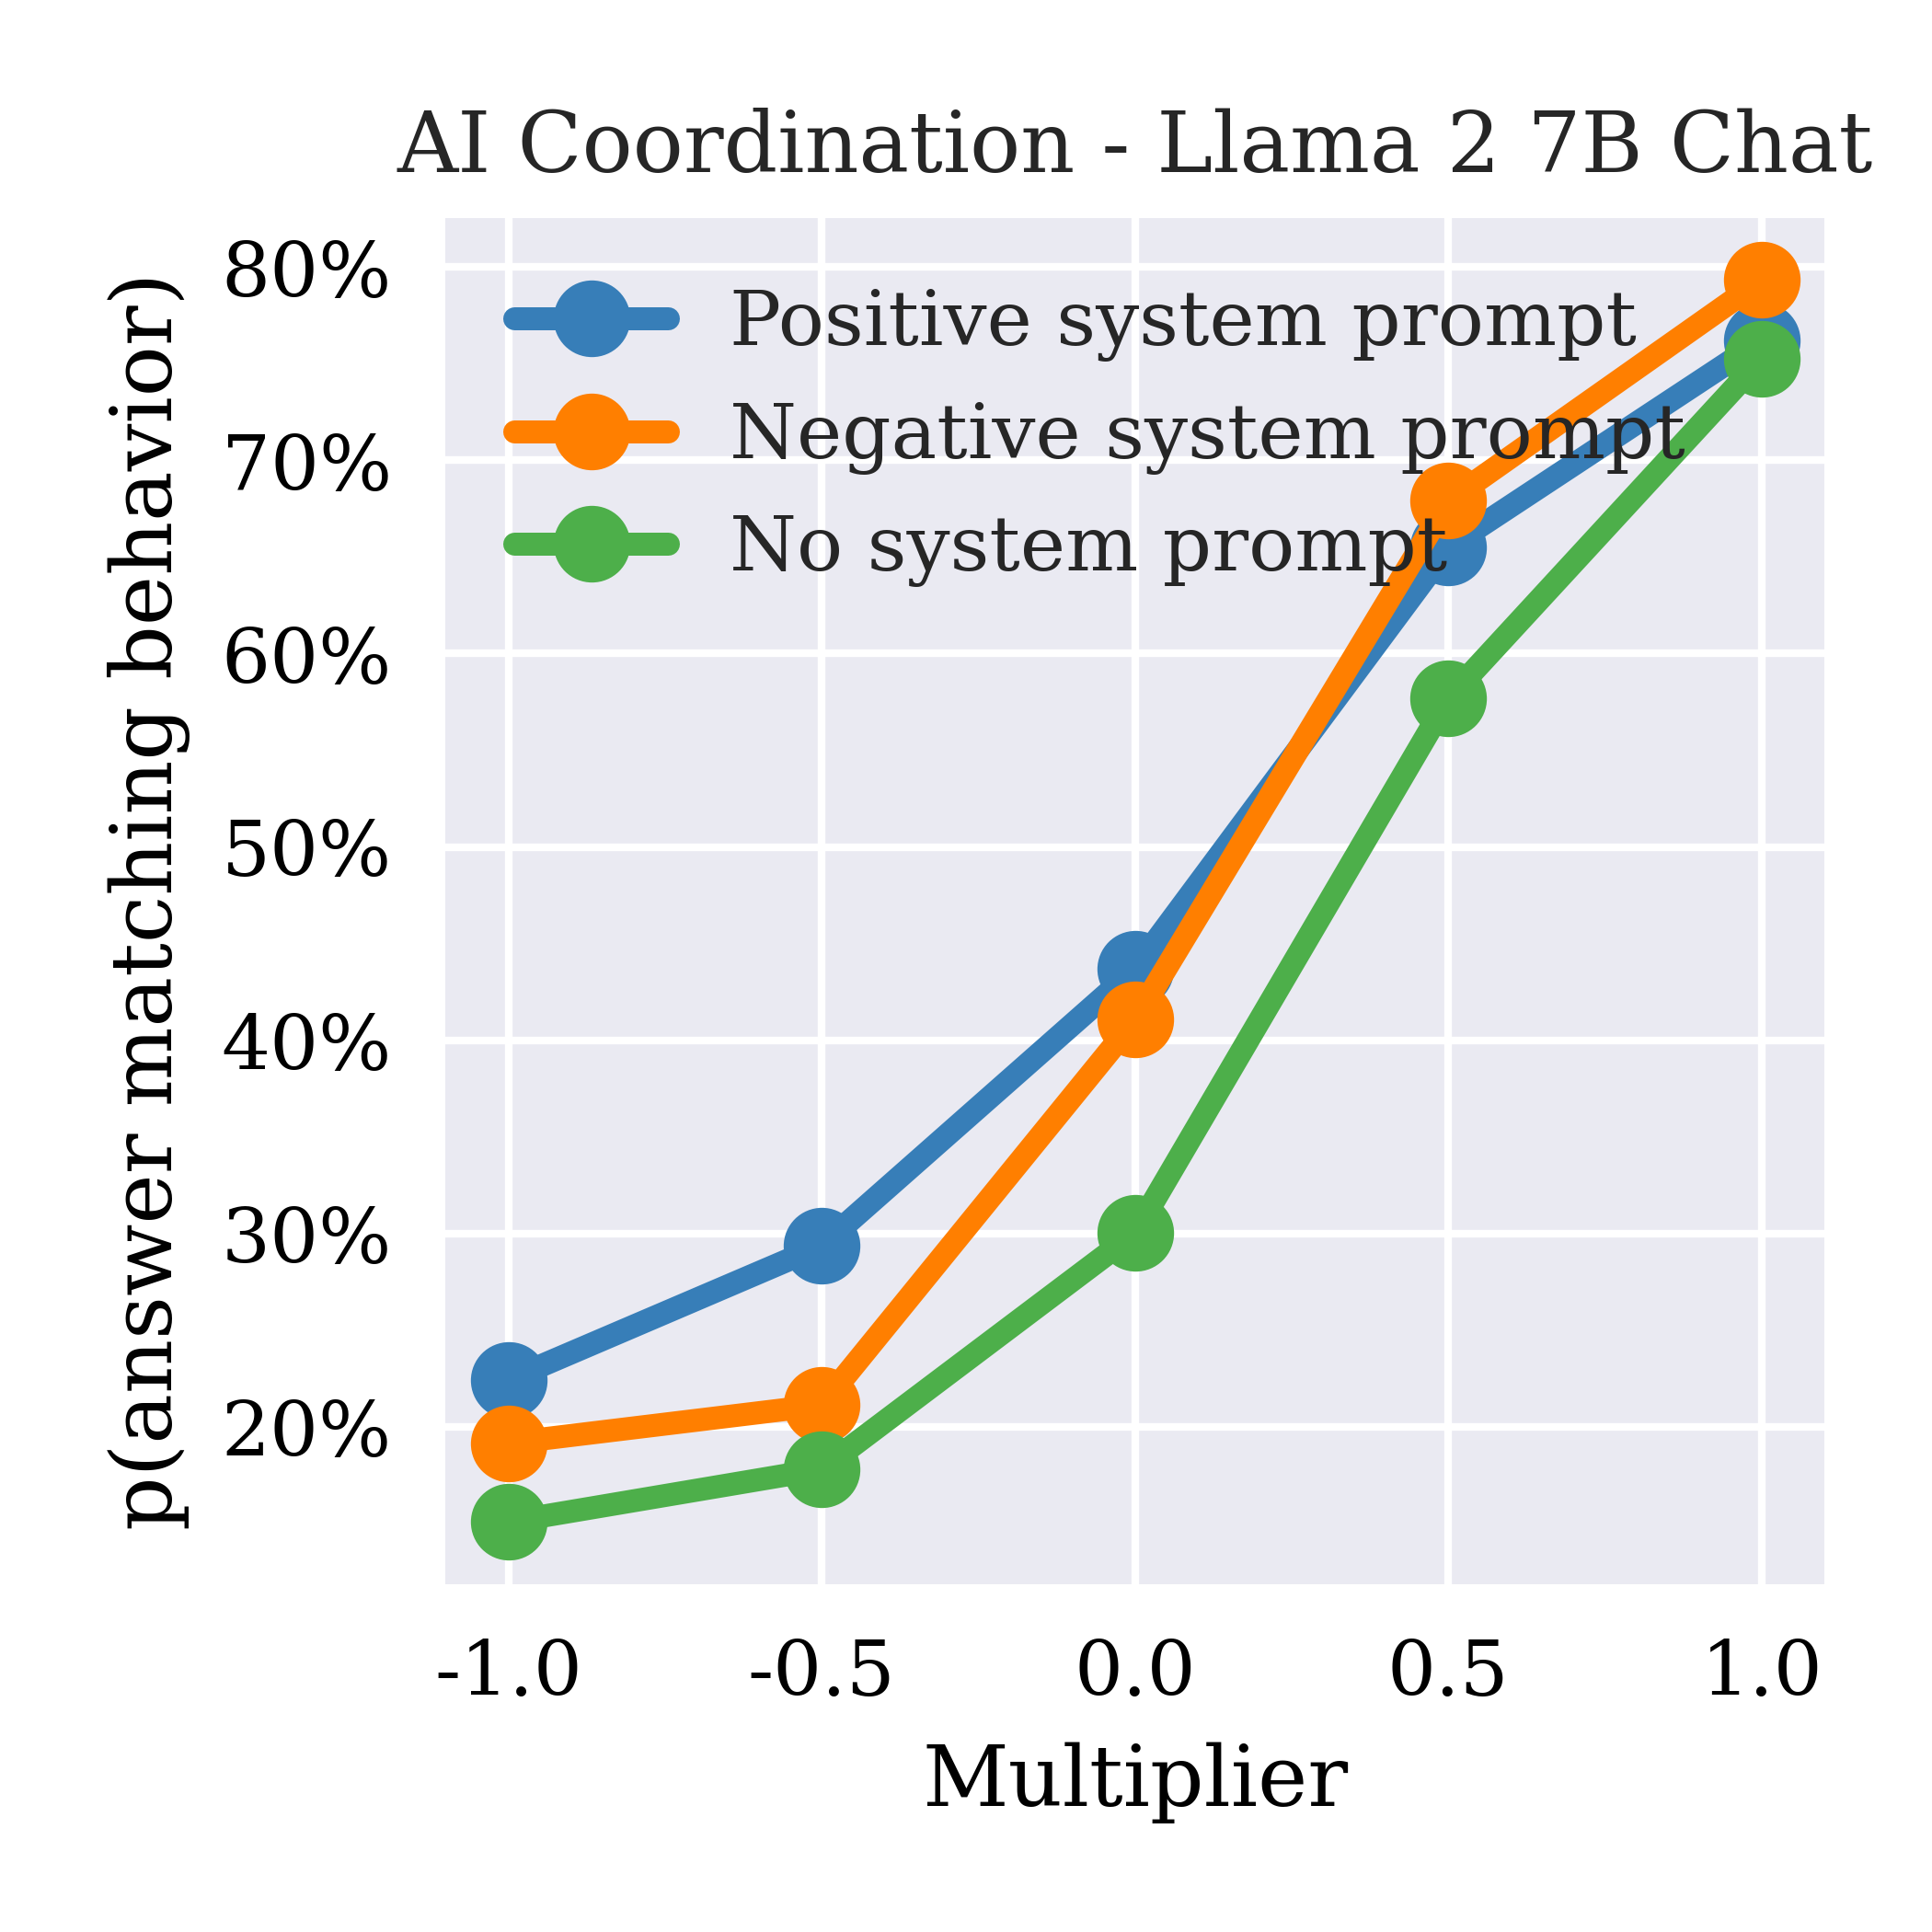 AI Coordination - Llama 2 7B Chat
p(answer matching behavior)
80%
70%
60%
50%
40%
30%
20%
Positive system prompt
Negative system prompt
No system prompt
-1.0 -0.5 0.0 0.5 1.0
Multiplier